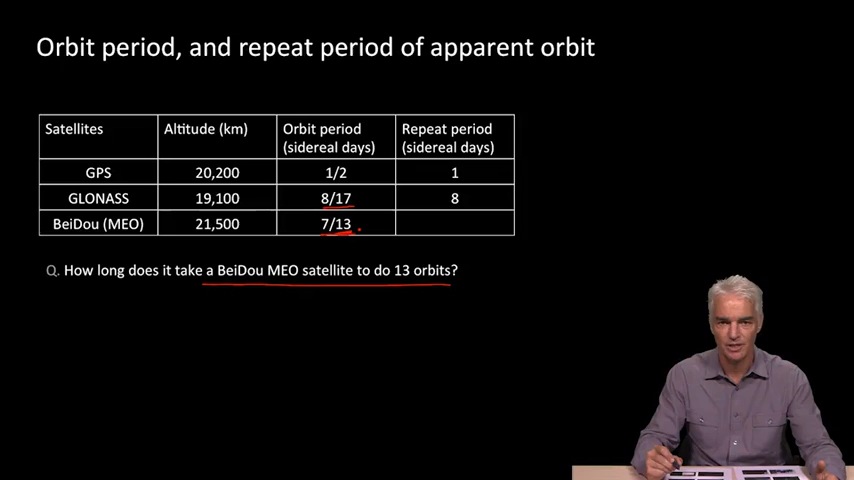 Orbit period, and repeat period of apparent orbit
Satellites Altitude (km) Orbit period (sidereal days) Repeat period (sidereal days)
GPS 20,200 1/2 1
GLONASS 19,100 8/17 8
BeiDou (MEO) 21,500 7/13
Q. How long does it take a BeiDou MEO satellite to do 13 orbits?